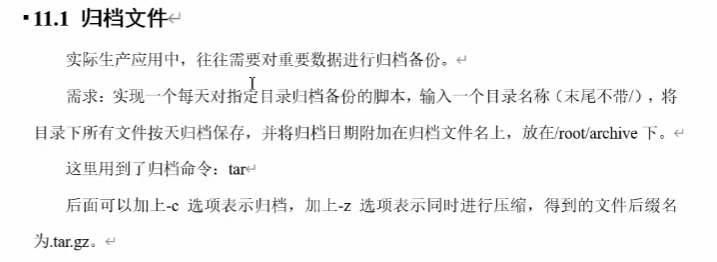 11.1 归档文件
实际生产应用中，往往需要对重要数据进行归档备份。
需求：实现一个每天对指定目录归档备份的脚本，输入一个目录名称（末尾不带/），将
目录下所有文件按天归档保存，并将归档日期附加在归档文件名上，放在/root/archive 下。
这里用到了归档命令：tar
后面可以加上-c 选项表示归档，加上-z 选项表示同时进行压缩，得到的文件后缀名
为.tar.gz。